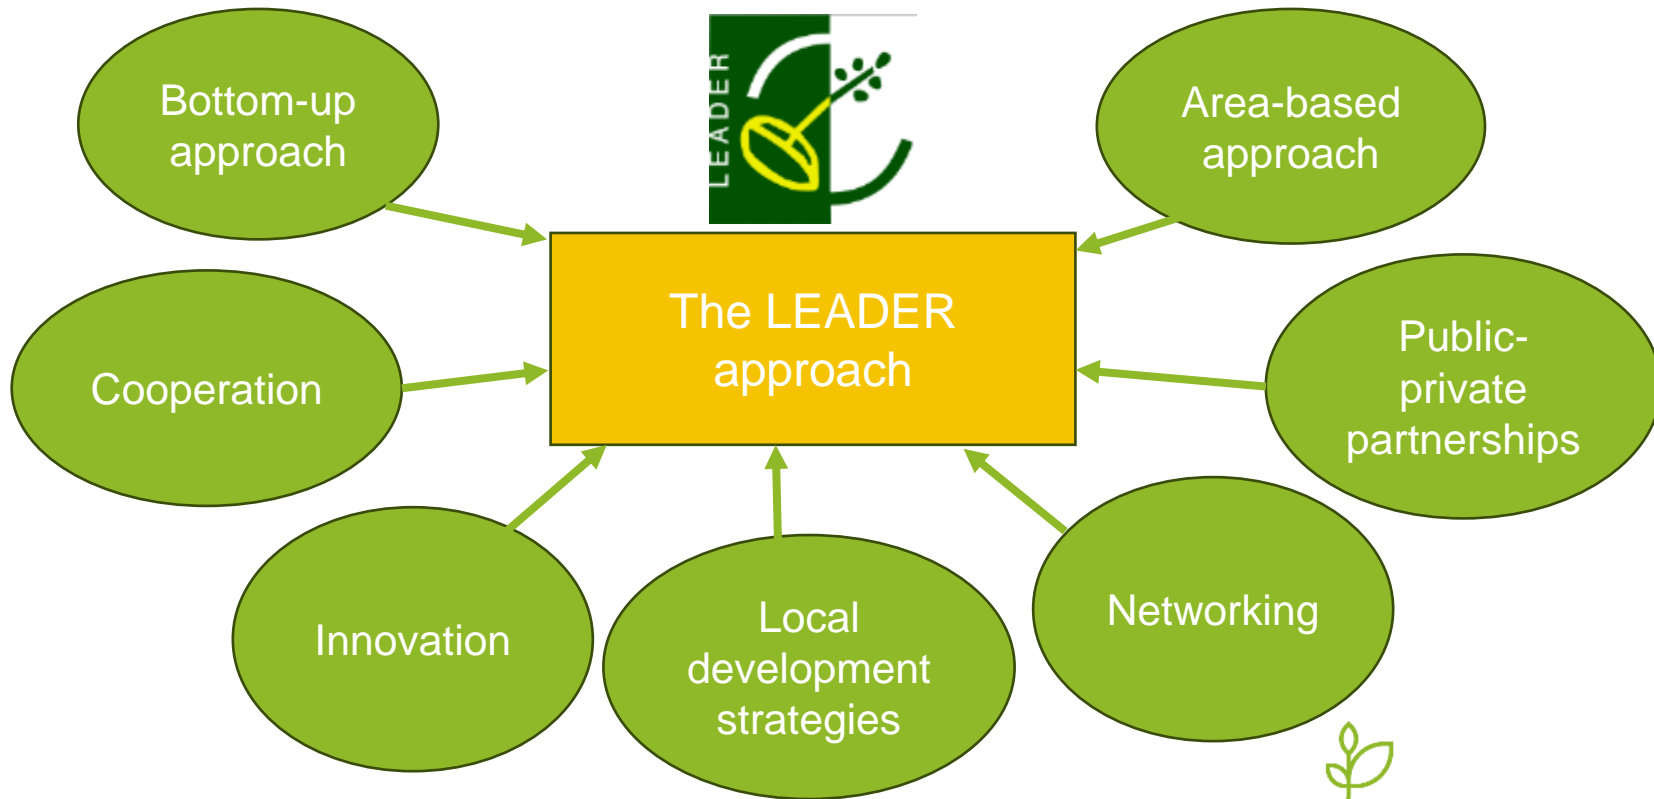 LEADER
Bottom-up
approach
Area-based
approach
The LEADER
approach
Cooperation
Public-
private
partnerships
Innovation
Local
development
strategies
Networking